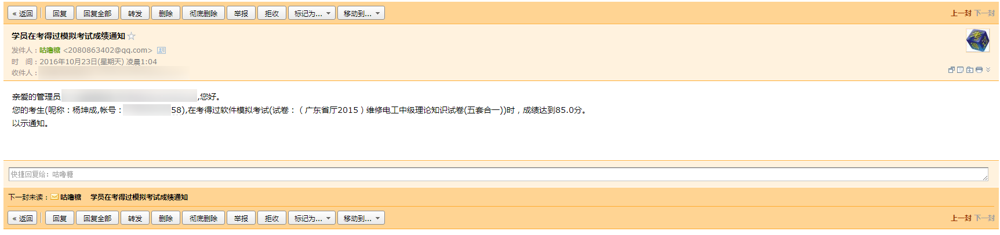 « 返回 回复 回复全部 转发 删除 彻底删除 举报 拒收 标记为... 移动到... 上一封 下一封
学员在考得过模拟考试成绩通知
发件人：咕噜糖 <2080863402@qq.com>
时 间：2016年10月23日(星期天) 凌晨1:04
收件人：
亲爱的管理员 ,您好。
您的考生(昵称：杨坤成,帐号： 58),在考得过软件模拟考试(试卷：（广东省厅2015）维修电工中级理论知识试卷(五套合一))时，成绩达到85.0分。
以示通知。
快捷回复给：咕噜糖
下一封未读： 咕噜糖 学员在考得过模拟考试成绩通知
« 返回 回复 回复全部 转发 删除 彻底删除 举报 拒收 标记为... 移动到... 上一封 下一封